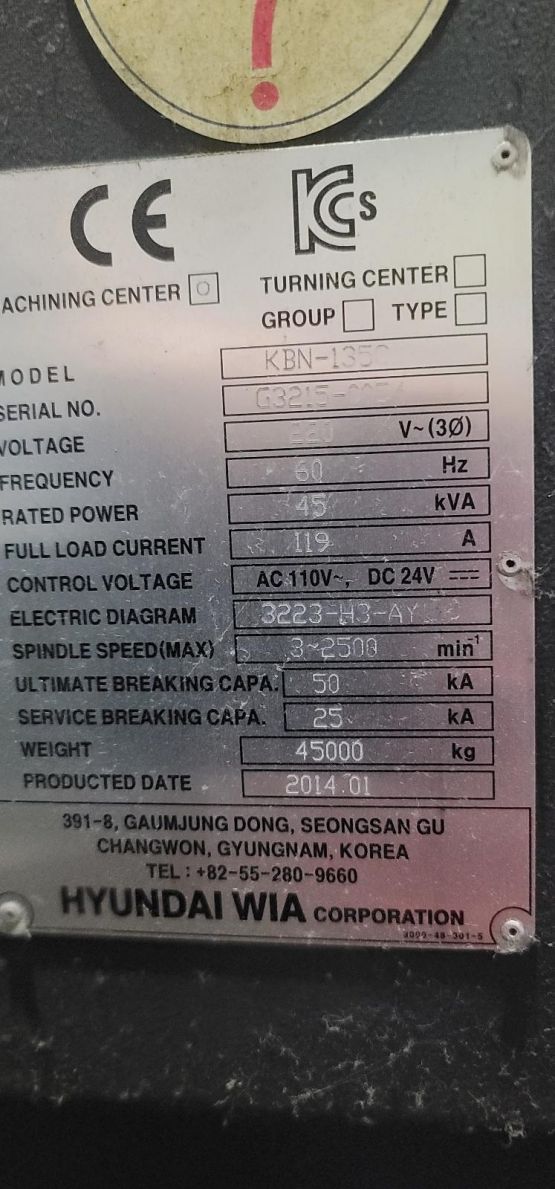 !
CE KCs
ACHINING CENTER O TURNING CENTER
GROUP TYPE
MODEL
SERIAL NO.
VOLTAGE 220 V~(3Ø)
FREQUENCY 60 Hz
RATED POWER 45 kVA
FULL LOAD CURRENT 119 A
CONTROL VOLTAGE AC 110V~, DC 24V
ELECTRIC DIAGRAM
SPINDLE SPEED(MAX) 3~2500 min-1
ULTIMATE BREAKING CAPA. 50 kA
SERVICE BREAKING CAPA. 25 kA
WEIGHT 45000 kg
PRODUCTED DATE 2014.01
391-8, GAUMJUNG DONG, SEONGSAN GU
CHANGWON, GYUNGNAM, KOREA
TEL : +82-55-280-9660
HYUNDAI WIA CORPORATION